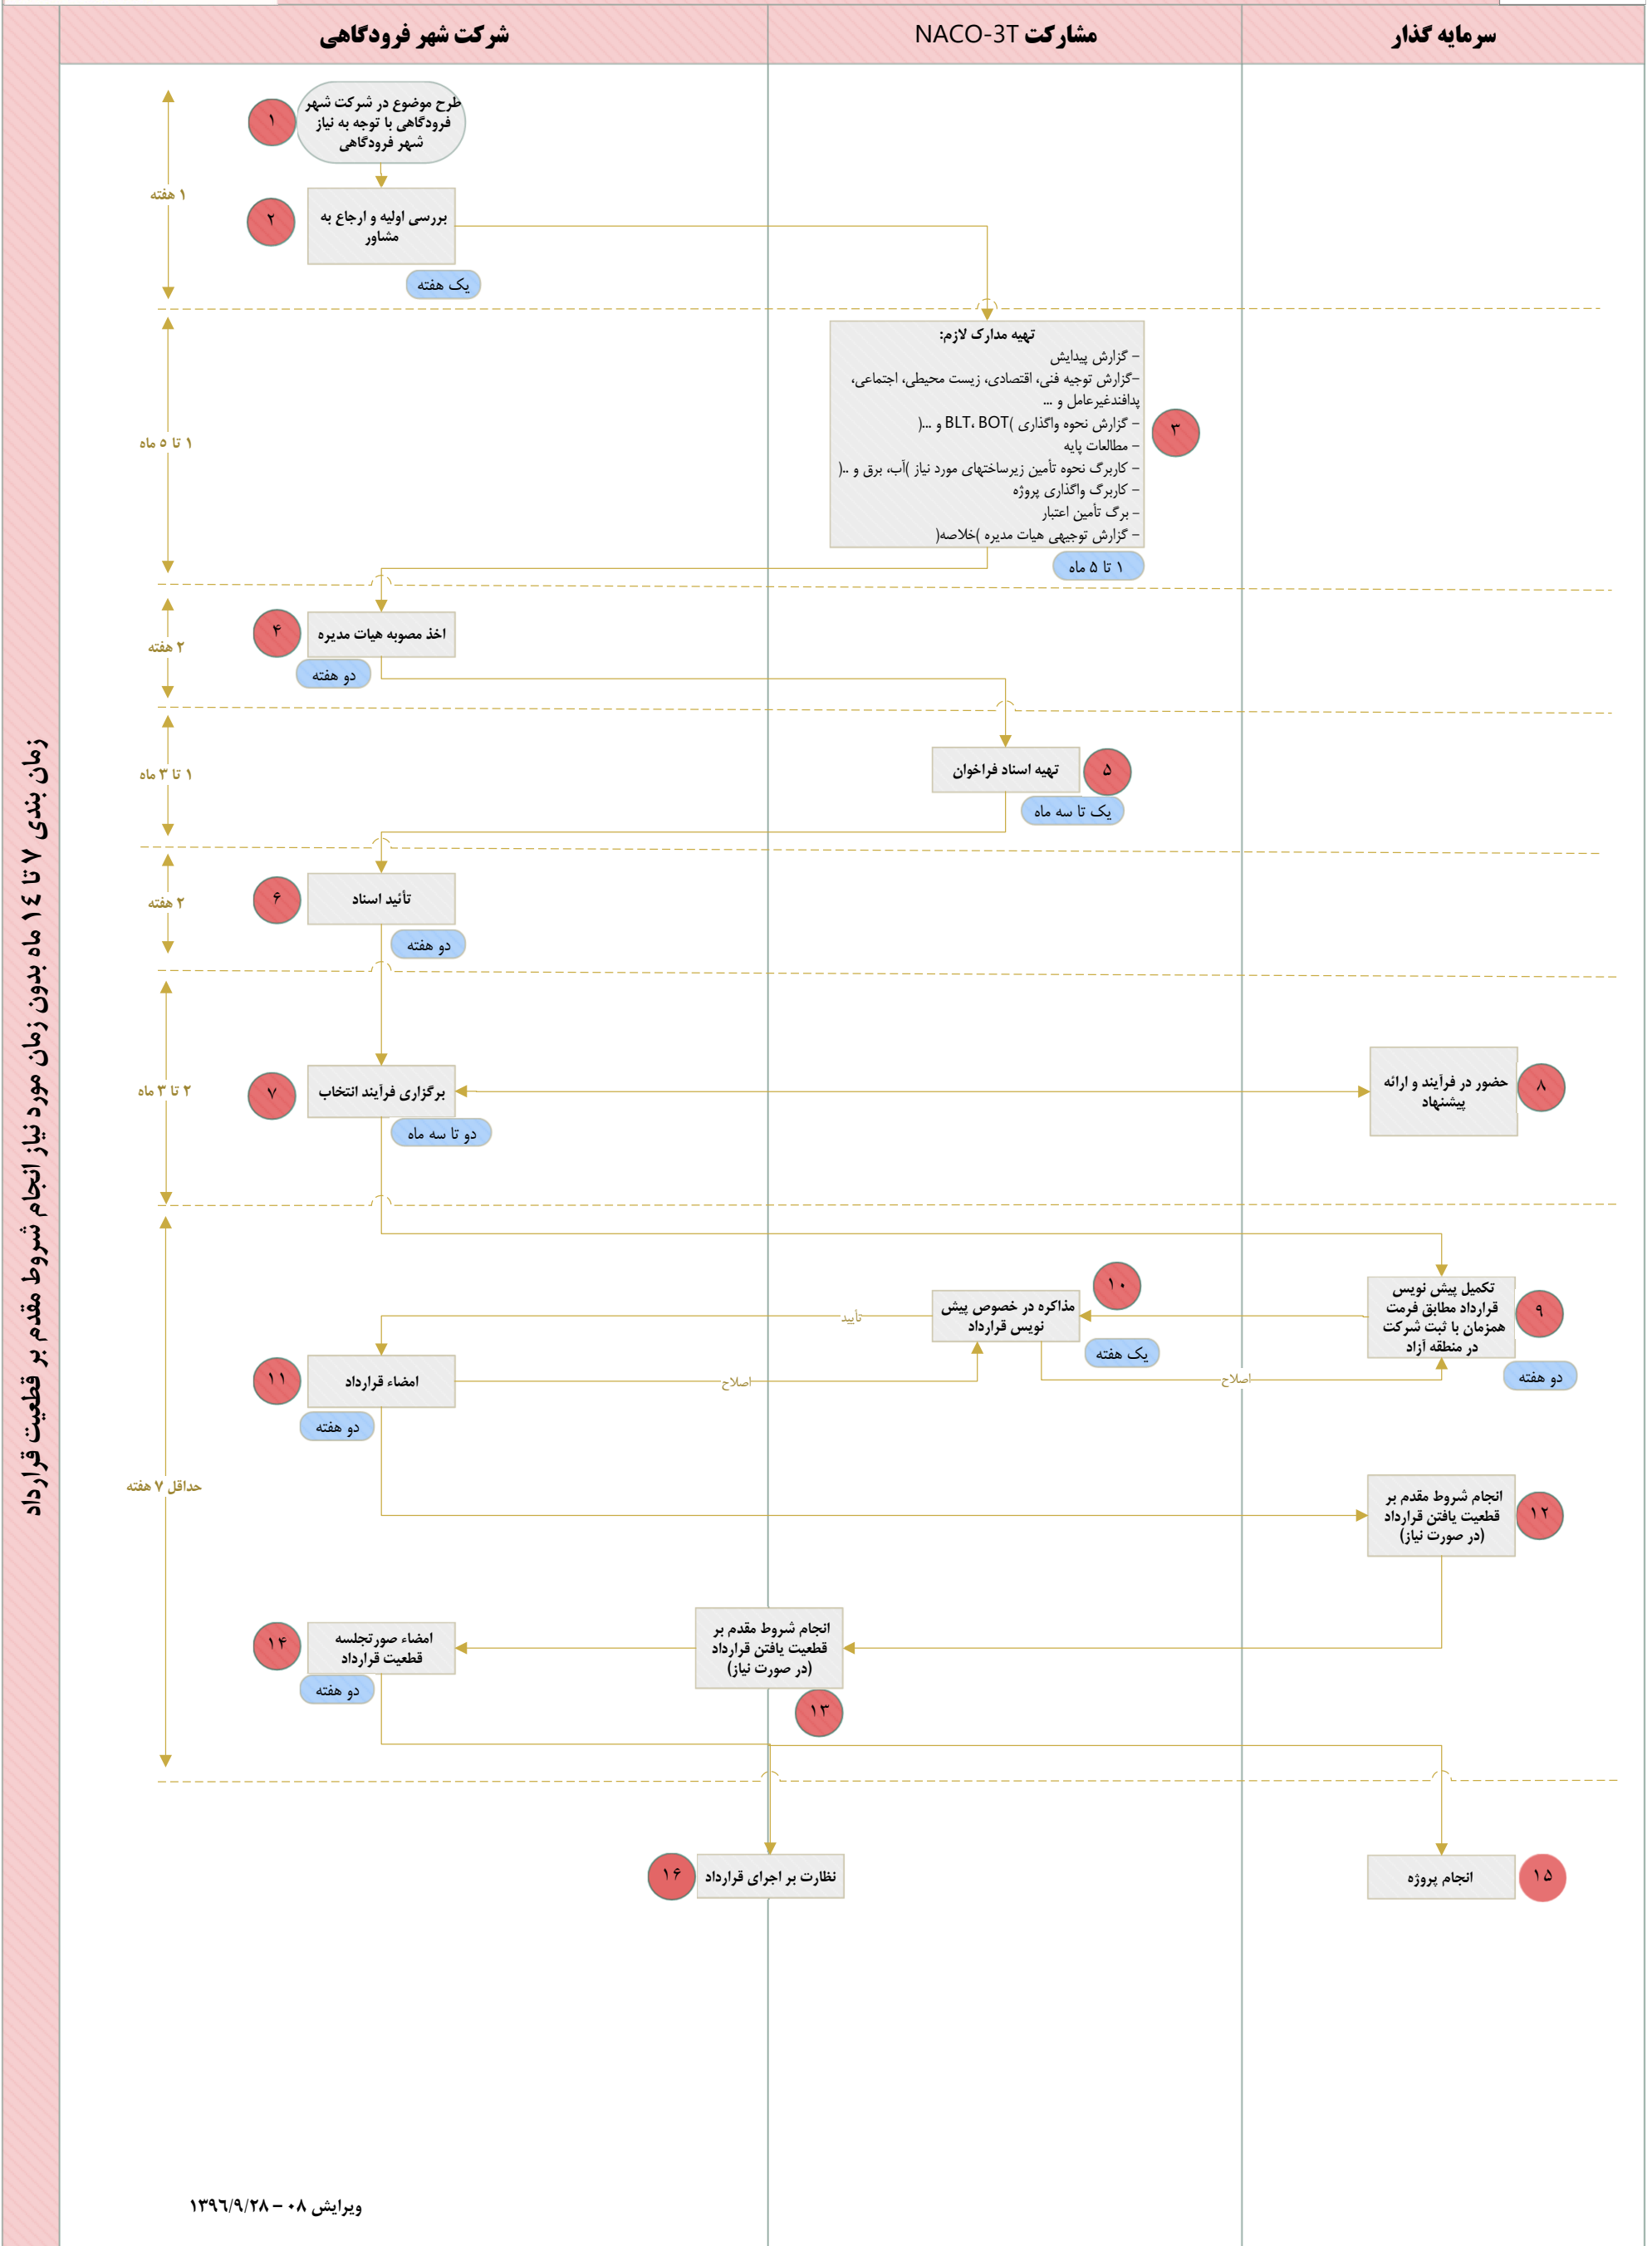 سرمایه گذار
مشارکت NACO-3T
شرکت شهر فرودگاهی
زمان بندی ۷ تا ۱۴ ماه بدون زمان مورد نیاز انجام شروط مقدم بر قطعیت قرارداد
۱
طرح موضوع در شرکت شهر
فرودگاهی با توجه به نیاز
شهر فرودگاهی
۱ هفته
۲
بررسی اولیه و ارجاع به
مشاور
یک هفته
تهیه مدارک لازم:
- گزارش پیدایش
-گزارش توجیه فنی، اقتصادی، زیست محیطی، اجتماعی،
پدافندغیرعامل و ...
- گزارش نحوه واگذاری )BLT، BOT و ...(
- مطالعات پایه
- کاربرگ نحوه تأمین زیرساختهای مورد نیاز )آب، برق و ..(
- کاربرگ واگذاری پروژه
- برگ تأمین اعتبار
- گزارش توجیهی هیات مدیره )خلاصه(
۳
۱ تا ۵ ماه
۱ تا ۵ ماه
۴
اخذ مصوبه هیات مدیره
دو هفته
۲ هفته
تهیه اسناد فراخوان
۵
یک تا سه ماه
۱ تا ۳ ماه
۶
تأئید اسناد
دو هفته
۲ هفته
حضور در فرآیند و ارائه
پیشنهاد
۸
برگزاری فرآیند انتخاب
۷
دو تا سه ماه
۲ تا ۳ ماه
تکمیل پیش نویس
قرارداد مطابق فرمت
همزمان با ثبت شرکت
در منطقه آزاد
۹
دو هفته
۱۰
مذاکره در خصوص پیش
نویس قرارداد
یک هفته
تأیید
اصلاح
اصلاح
۱۱
امضاء قرارداد
دو هفته
حداقل ۷ هفته
انجام شروط مقدم بر
قطعیت یافتن قرارداد
(در صورت نیاز)
۱۲
انجام شروط مقدم بر
قطعیت یافتن قرارداد
(در صورت نیاز)
۱۳
امضاء صورتجلسه
قطعیت قرارداد
۱۴
دو هفته
انجام پروژه
۱۵
نظارت بر اجرای قرارداد
۱۶
ویرایش ۰۸ – ۱۳۹۶/۹/۲۸